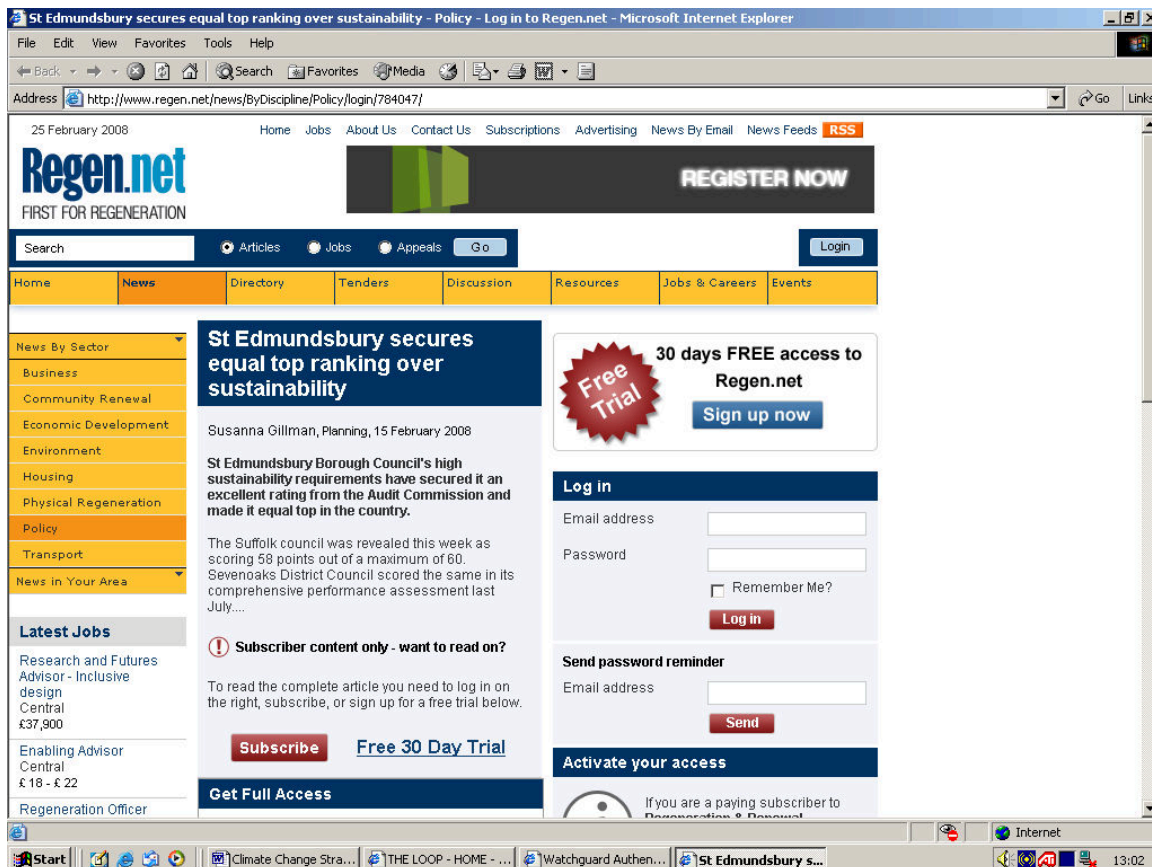 St Edmundsbury secures equal top ranking over sustainability - Policy - Log in to Regen.net - Microsoft Internet Explorer
File Edit View Favorites Tools Help
Back Search Favorites Media
Address http://www.regen.net/news/ByDiscipline/Policy/login/784047/ Go Links
25 February 2008 Home Jobs About Us Contact Us Subscriptions Advertising News By Email News Feeds RSS
Regen.net
FIRST FOR REGENERATION
REGISTER NOW
Search Articles Jobs Appeals Go Login
Home News Directory Tenders Discussion Resources Jobs & Careers Events
News By Sector
Business
Community Renewal
Economic Development
Environment
Housing
Physical Regeneration
Policy
Transport
News in Your Area
Latest Jobs
Research and Futures
Advisor - Inclusive
design
Central
£37,900
Enabling Advisor
Central
£ 18 - £ 22
Regeneration Officer
St Edmundsbury secures
equal top ranking over
sustainability
Susanna Gillman, Planning, 15 February 2008
St Edmundsbury Borough Council's high
sustainability requirements have secured it an
excellent rating from the Audit Commission and
made it equal top in the country.
The Suffolk council was revealed this week as
scoring 58 points out of a maximum of 60.
Sevenoaks District Council scored the same in its
comprehensive performance assessment last
July....
Subscriber content only - want to read on?
To read the complete article you need to log in on
the right, subscribe, or sign up for a free trial below.
Subscribe Free 30 Day Trial
Get Full Access
Free
Trial
30 days FREE access to
Regen.net
Sign up now
Log in
Email address
Password
Remember Me?
Log in
Send password reminder
Email address
Send
Activate your access
If you are a paying subscriber to
Regeneration & Renewal
Internet
Start Climate Change Stra... THE LOOP - HOME - ... Watchguard Authen... St Edmundsbury s... 13:02